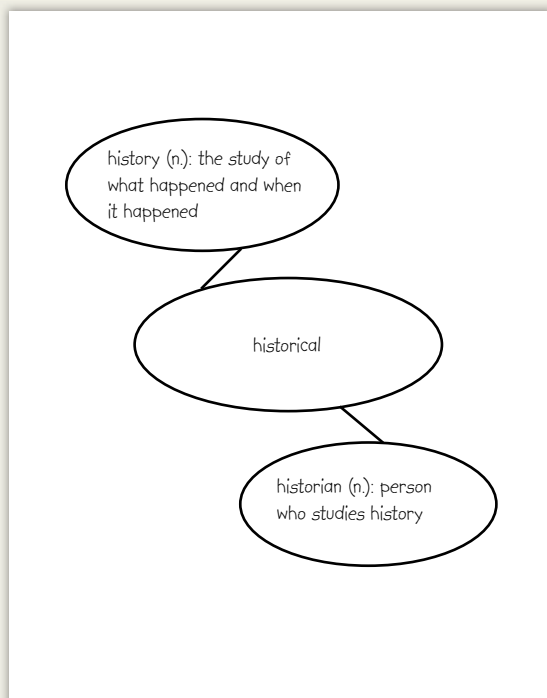 history (n.): the study of
what happened and when
it happened
historical
historian (n.): person
who studies history